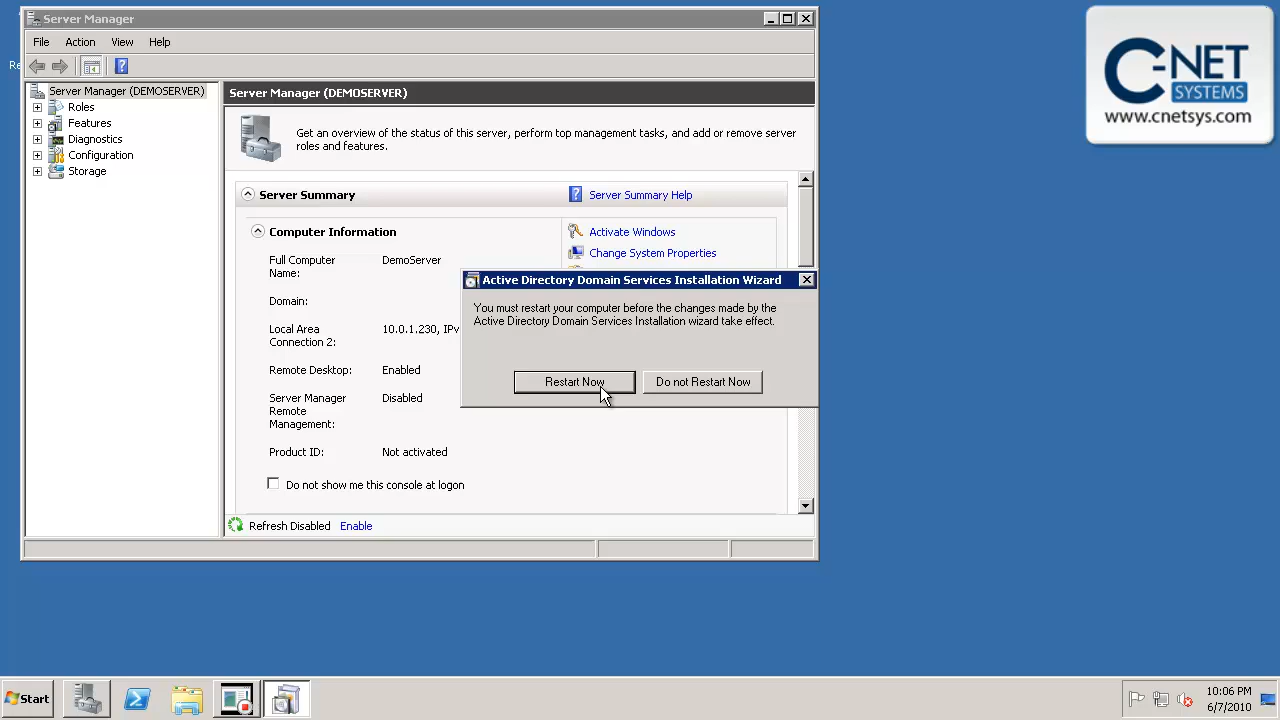 Server Manager
File Action View Help
Re
Server Manager (DEMOSERVER)
Roles
Features
Diagnostics
Configuration
Storage
Server Manager (DEMOSERVER)
Get an overview of the status of this server, perform top management tasks, and add or remove server
roles and features.
Server Summary
Server Summary Help
Computer Information
Activate Windows
Change System Properties
Full Computer
Name:
DemoServer
Domain:
Local Area
Connection 2:
10.0.1.230, IPv
Remote Desktop:
Enabled
Server Manager
Remote
Management:
Disabled
Product ID:
Not activated
Do not show me this console at logon
Refresh Disabled Enable
Active Directory Domain Services Installation Wizard
You must restart your computer before the changes made by the
Active Directory Domain Services Installation wizard take effect.
Restart Now
Do not Restart Now
C-NET
SYSTEMS
www.cnetsys.com
Start
10:06 PM
6/7/2010